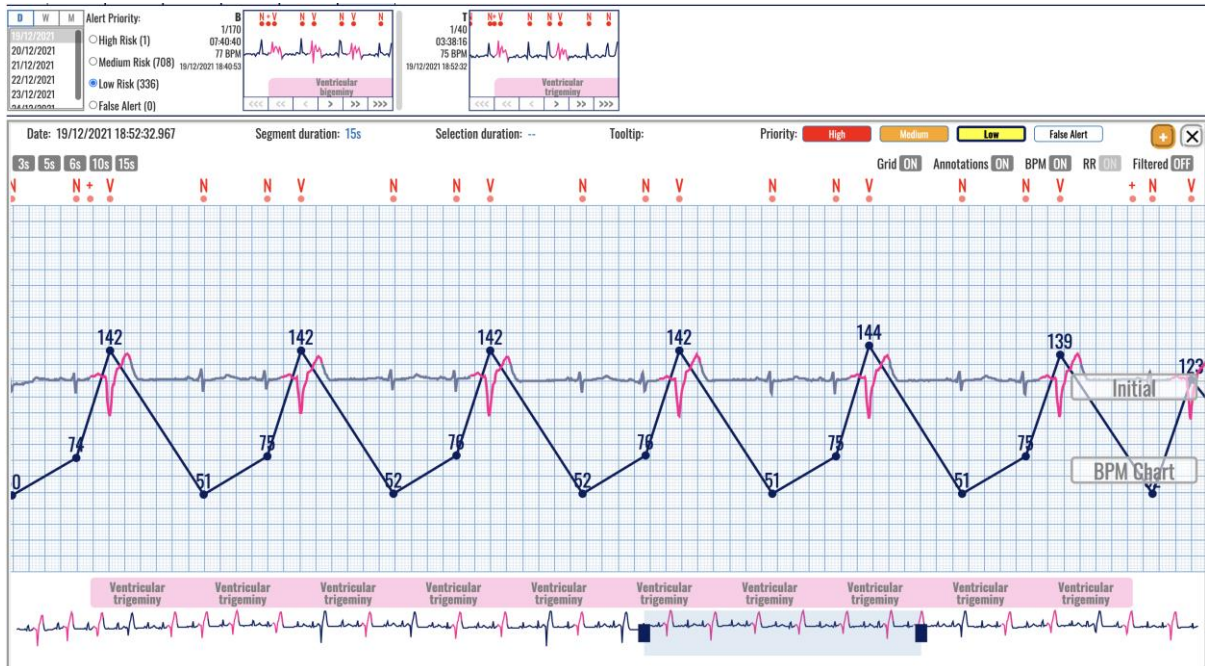 D W M
Alert Priority:
19/12/2021
20/12/2021
21/12/2021
22/12/2021
23/12/2021
24/12/2021
High Risk (1)
Medium Risk (708)
Low Risk (336)
False Alert (0)
B
1/170
07:40:40
77 BPM
19/12/2021 18:40:53
N + V N V N V N
Ventricular
bigeminy
<<< << < > >> >>>
T
1/40
03:38:16
75 BPM
19/12/2021 18:52:32
N + V N N V N N
Ventricular
trigeminy
<<< << < > >> >>>
Date: 19/12/2021 18:52:32.967 Segment duration: 15s Selection duration: -- Tooltip: Priority: High Medium Low False Alert + X
3s 5s 6s 10s 15s Grid ON Annotations ON BPM ON RR ON Filtered OFF
N N + V N N V N N V N N V N N V N N V + N V
142 142 142 142 144 139 123
Initial
74 75 76 76 75 75
0 51 52 52 51 51
BPM Chart
Ventricular Ventricular Ventricular Ventricular Ventricular Ventricular Ventricular Ventricular Ventricular Ventricular
trigeminy trigeminy trigeminy trigeminy trigeminy trigeminy trigeminy trigeminy trigeminy trigeminy